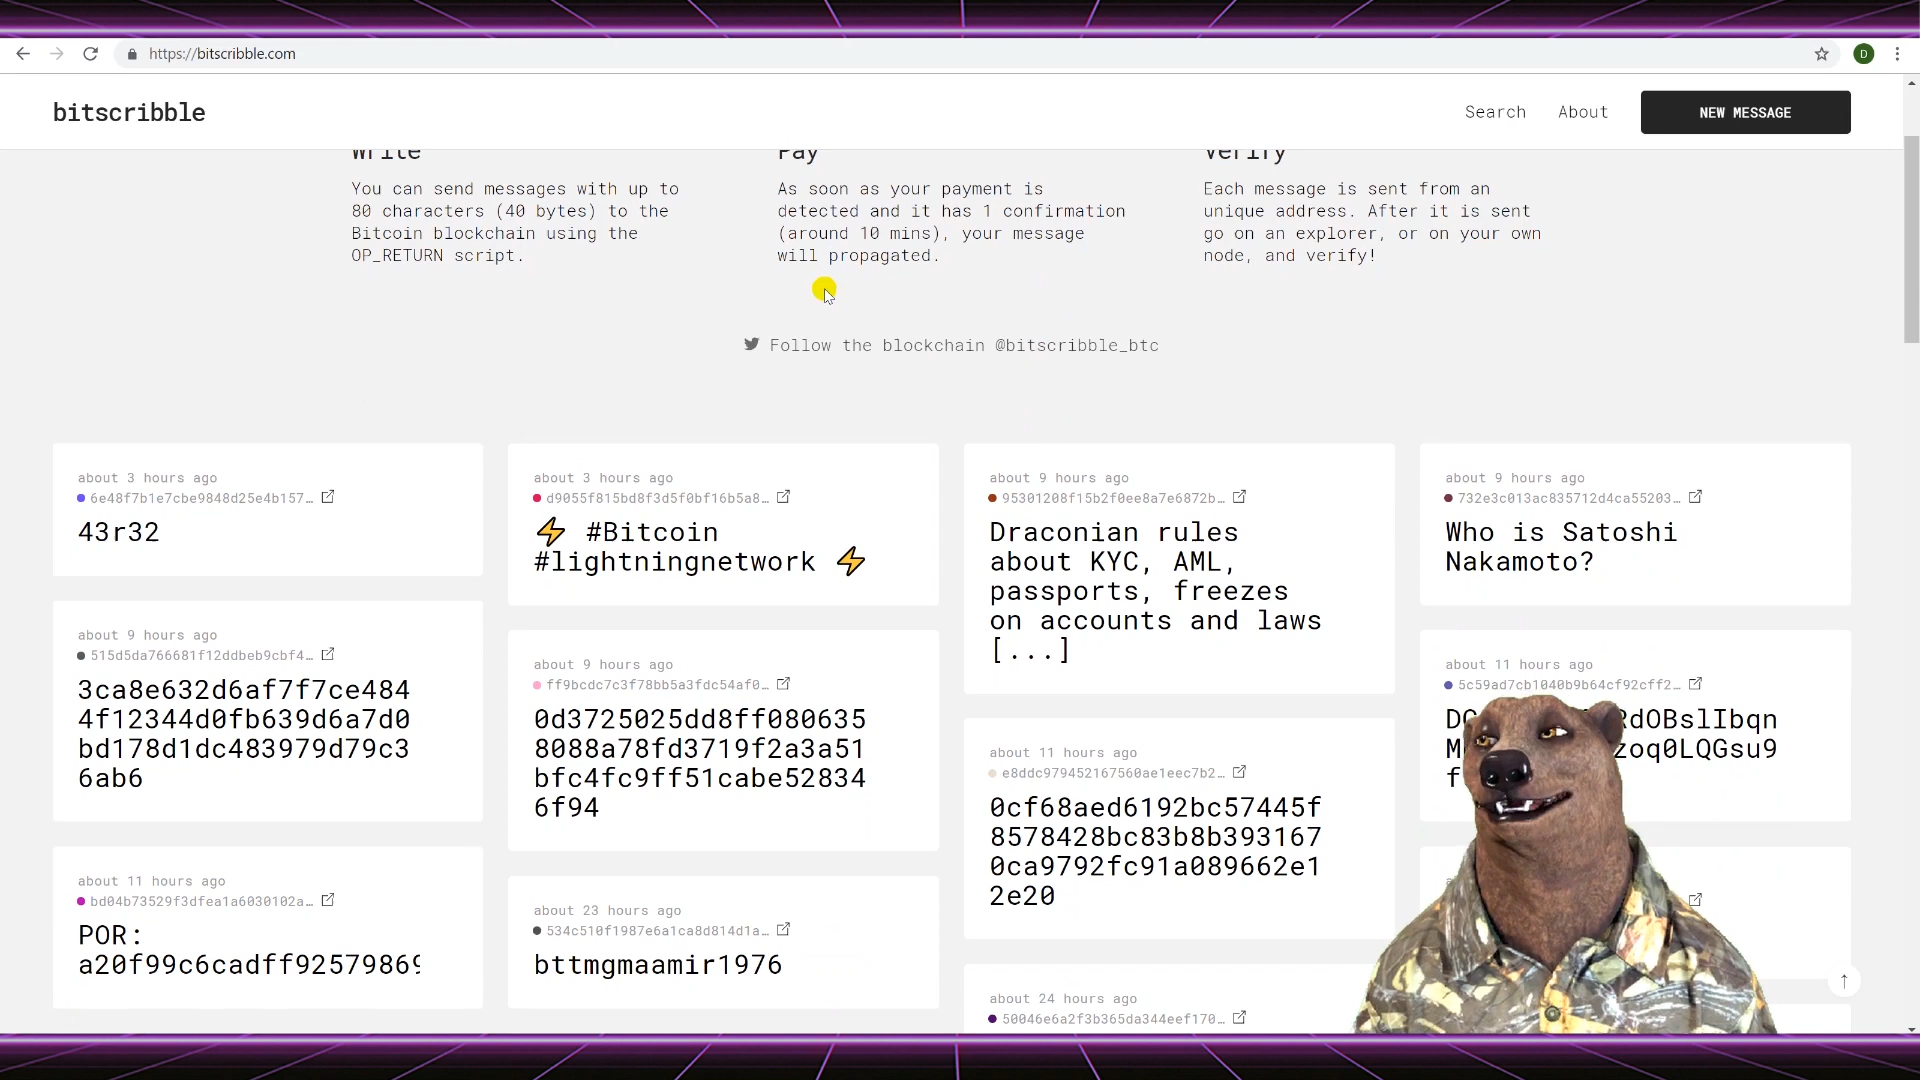 https://bitscribble.com
D
bitscribble
Search
About
NEW MESSAGE
Write
Pay
Verify
You can send messages with up to
80 characters (40 bytes) to the
Bitcoin blockchain using the
OP_RETURN script.
As soon as your payment is
detected and it has 1 confirmation
(around 10 mins), your message
will propagated.
Each message is sent from an
unique address. After it is sent
go on an explorer, or on your own
node, and verify!
Follow the blockchain @bitscribble_btc
about 3 hours ago
6e48f7b1e7cbe9848d25e4b157…
43r32
about 3 hours ago
d9055f815bd8f3d5f0bf16b5a8…
⚡ #Bitcoin
#lightningnetwork ⚡
about 9 hours ago
95301208f15b2f0ee8a7e6872b…
Draconian rules
about KYC, AML,
passports, freezes
on accounts and laws
[...]
about 9 hours ago
732e3c013ac835712d4ca55203…
Who is Satoshi
Nakamoto?
about 9 hours ago
515d5da766681f12ddbeb9cbf4…
3ca8e632d6af7f7ce484
4f12344d0fb639d6a7d0
bd178d1dc483979d79c3
6ab6
about 9 hours ago
ff9bcdc7c3f78bb5a3fdc54af0…
0d3725025dd8ff080635
8088a78fd3719f2a3a51
bfc4fc9ff51cabe52834
6f94
about 11 hours ago
e8ddc979452167560ae1eec7b2…
0cf68aed6192bc57445f
8578428bc83b8b393167
0ca9792fc91a089662e1
2e20
about 11 hours ago
5c59ad7cb1040b9b64cf92cff2…
RdOBslIbqn
zoq0LQGsu9
about 11 hours ago
bd04b73529f3dfea1a6030102a…
POR:
a20f99c6cadff92579869
about 23 hours ago
534c510f1987e6a1ca8d814d1a…
bttmgmaamir1976
about 24 hours ago
50046e6a2f3b365da344eef170…